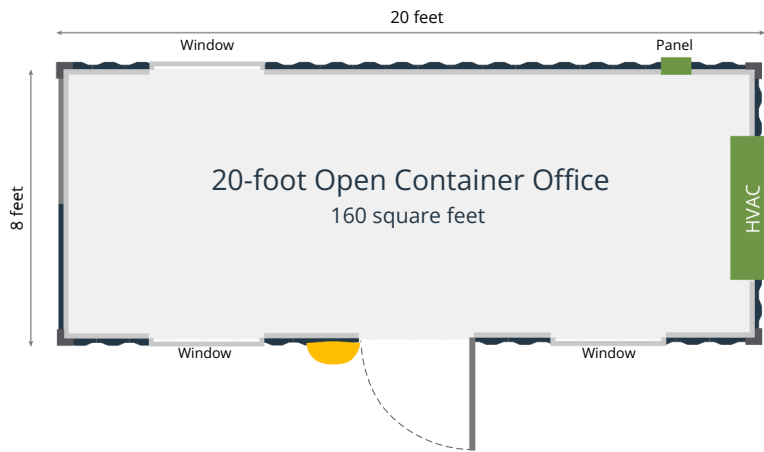 20 feet
Window
Panel
20-foot Open Container Office
160 square feet
8 feet
HVAC
Window
Window